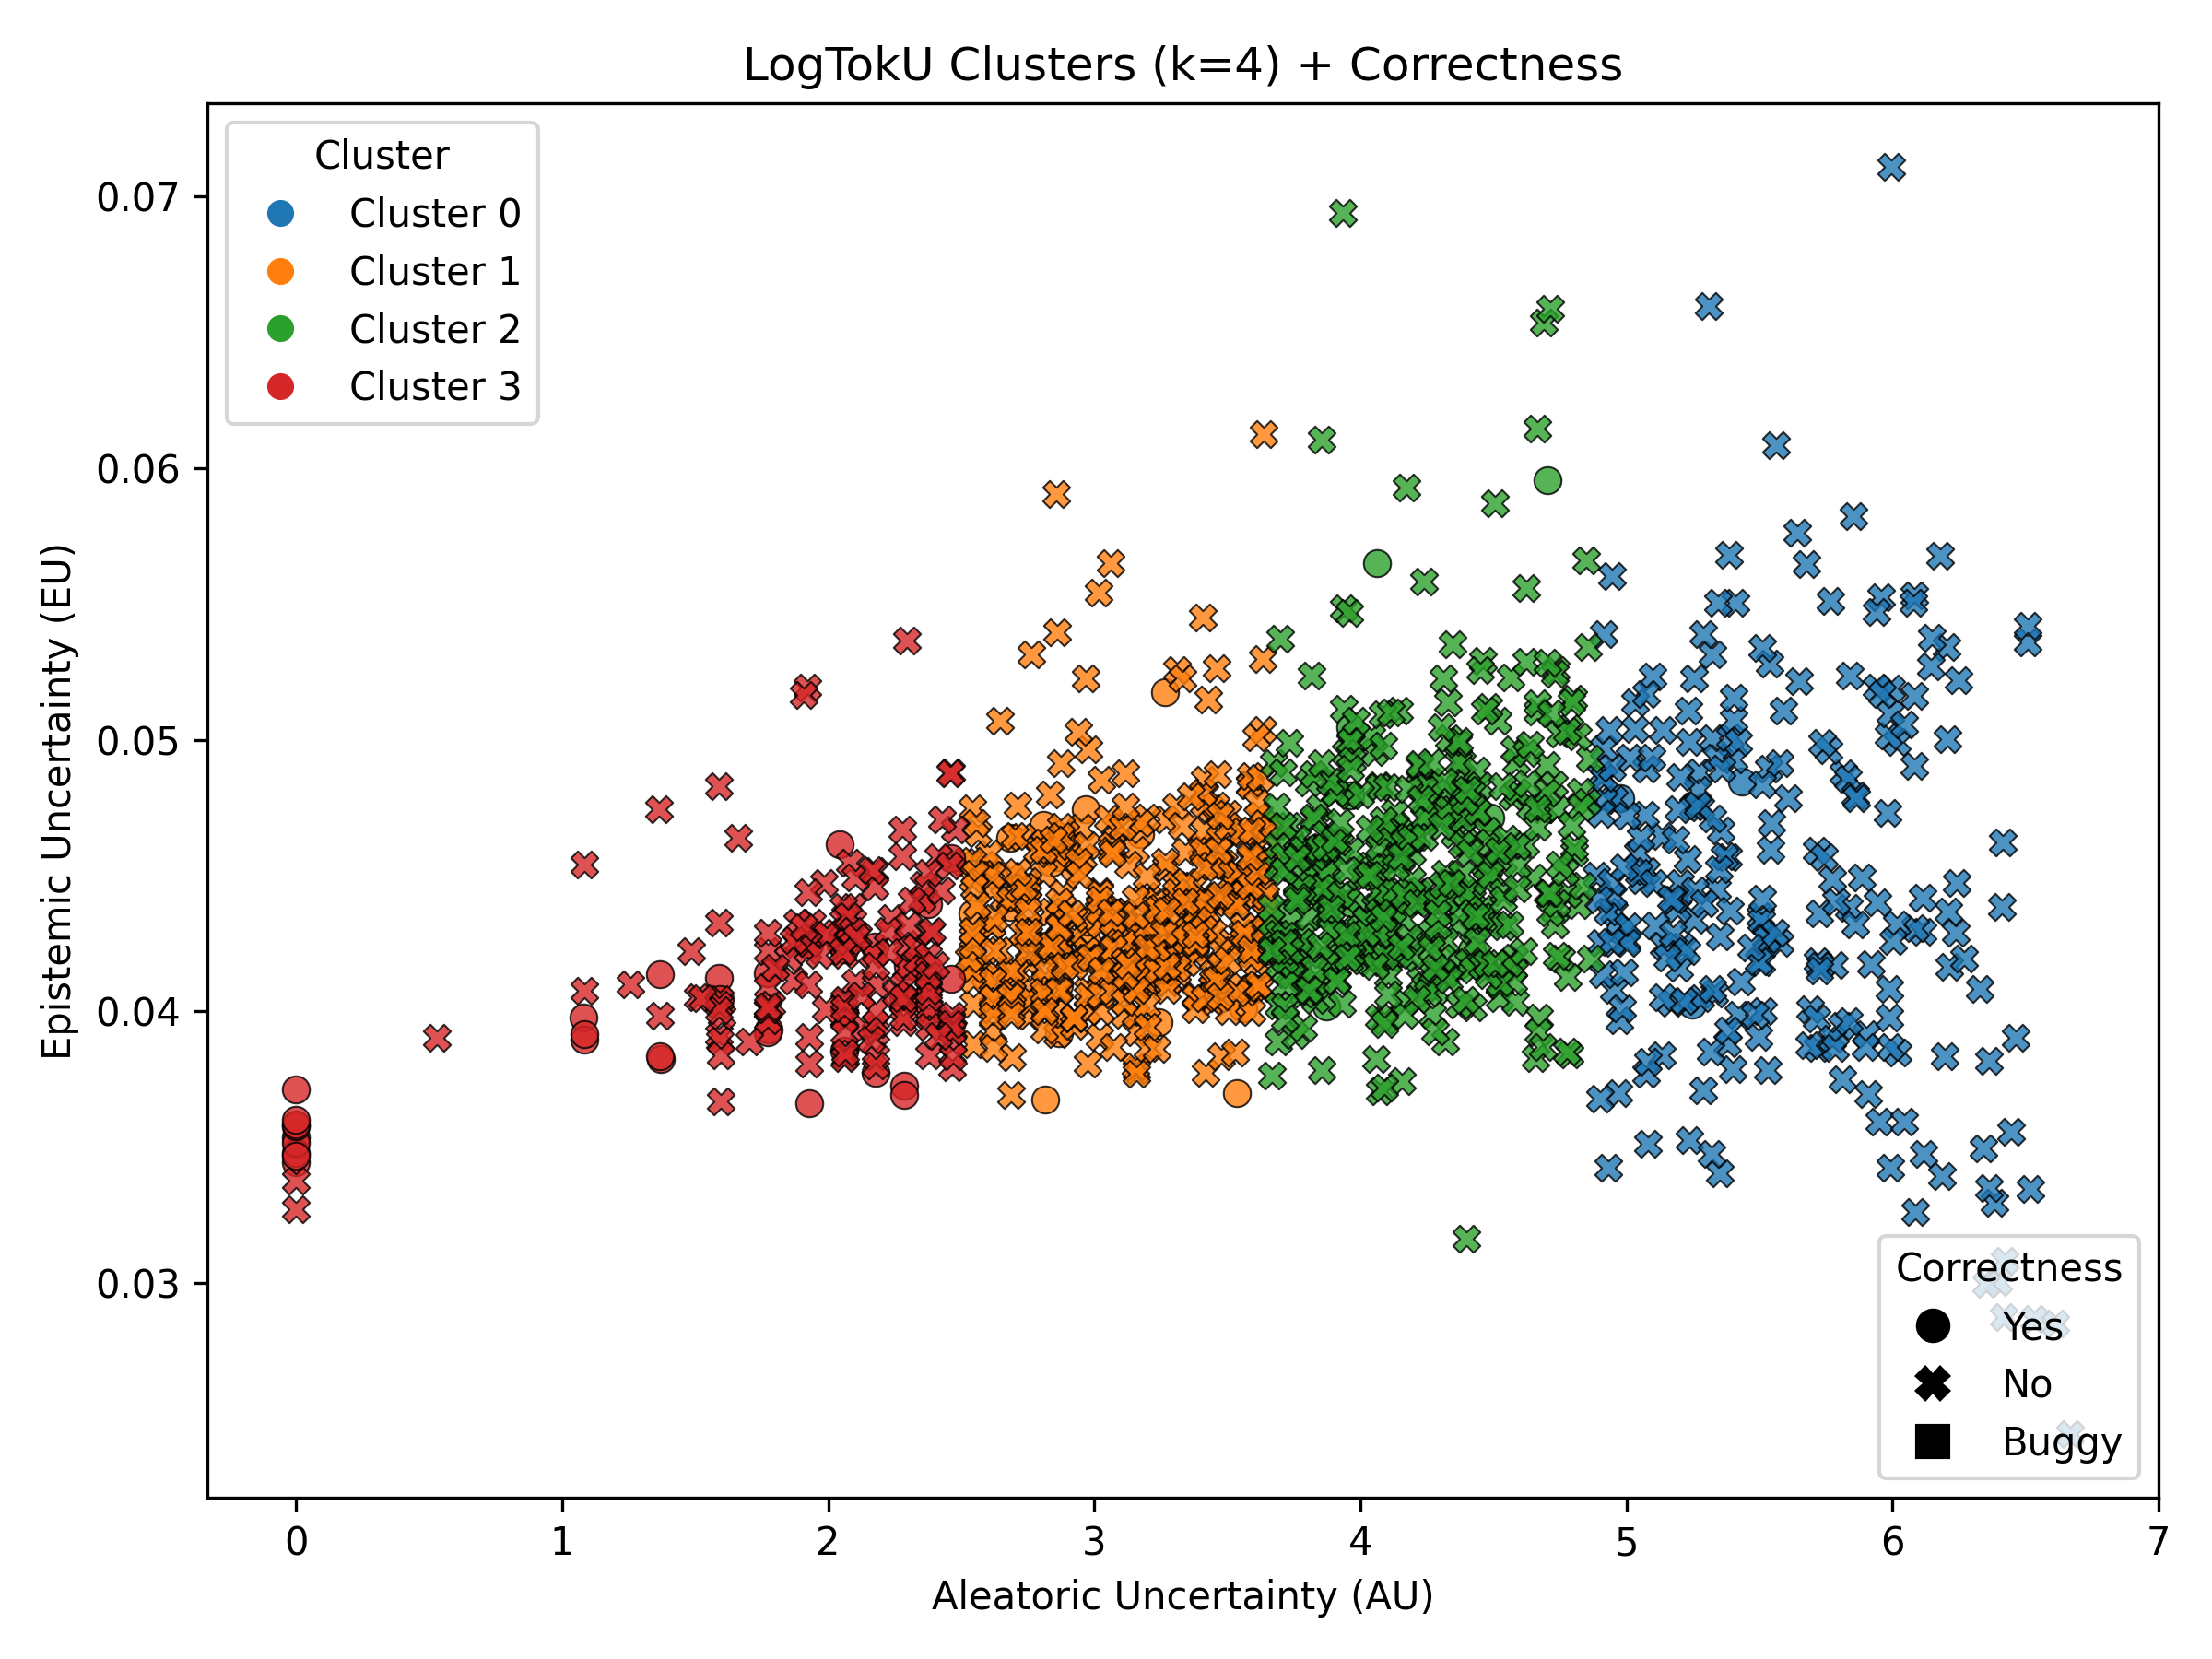 LogTokU Clusters (k=4) + Correctness
Cluster
Cluster 0
Cluster 1
Cluster 2
Cluster 3
Epistemic Uncertainty (EU)
0.07
0.06
0.05
0.04
0.03
Correctness
Yes
No
Buggy
0 1 2 3 4 5 6 7
Aleatoric Uncertainty (AU)